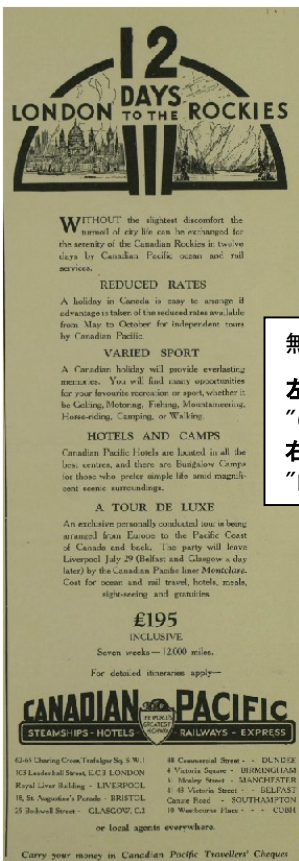 12
DAYS
LONDON TO THE ROCKIES
WITHOUT the slightest discomfort the
turmoil of city life can be exchanged for
the serenity of the Canadian Rockies in twelve
days by Canadian Pacific ocean and rail
services.
REDUCED RATES
A holiday in Canada is easy to arrange if
advantage is taken of the reduced rates available
from May to October for independent tours
by Canadian Pacific.
VARIED SPORT
A Canadian holiday will provide everlasting
memories. You will find many opportunities
for your favourite recreation or sport, whether it
be Golfing, Motoring, Fishing, Mountaineering,
Horse-riding, Camping, or Walking.
HOTELS AND CAMPS
Canadian Pacific Hotels are located in all the
best centres, and there are Bungalow Camps
for those who prefer simple life amid magnifi-
cent scenic surroundings.
A TOUR DE LUXE
An exclusive personally conducted tour is being
arranged from Europe to the Pacific Coast
of Canada and back. The party will leave
Liverpool July 29 (Belfast and Glasgow a day
later) by the Canadian Pacific liner Montclare.
Cost for ocean and rail travel, hotels, meals,
sight-seeing and gratuities
£195
INCLUSIVE
Seven weeks—12,000 miles.
For detailed itineraries apply—
CANADIAN PACIFIC
THE WORLD'S GREATEST HIGHWAY
STEAMSHIPS - HOTELS - RAILWAYS - EXPRESS
62-65 Charing Cross, Trafalgar Sq. S.W.1
103 Leadenhall Street, E.C.3 LONDON
Royal Liver Building - LIVERPOOL
18, St. Augustine's Parade - BRISTOL
25 Bothwell Street - GLASGOW, C.2
88 Commercial Street - - DUNDEE
4 Victoria Square - BIRMINGHAM
1 Mosley Street - MANCHESTER
41-43 Victoria Street - - BELFAST
Canute Road - SOUTHAMPTON
10 Westbourne Place - - COBH
or local agents everywhere.
Carry your money in Canadian Pacific Travellers' Cheques
無
左
右